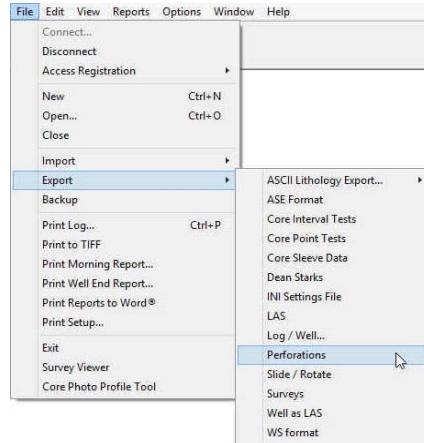 File Edit View Reports Options Window Help
Connect...
Disconnect
Access Registration
New Ctrl+N
Open... Ctrl+O
Close
Import
Export
Backup
Print Log... Ctrl+P
Print to TIFF
Print Morning Report...
Print Well End Report...
Print Reports to Word®
Print Setup...
Exit
Survey Viewer
Core Photo Profile Tool
ASCII Lithology Export...
ASE Format
Core Interval Tests
Core Point Tests
Core Sleeve Data
Dean Starks
INI Settings File
LAS
Log / Well...
Perforations
Slide / Rotate
Surveys
Well as LAS
WS format